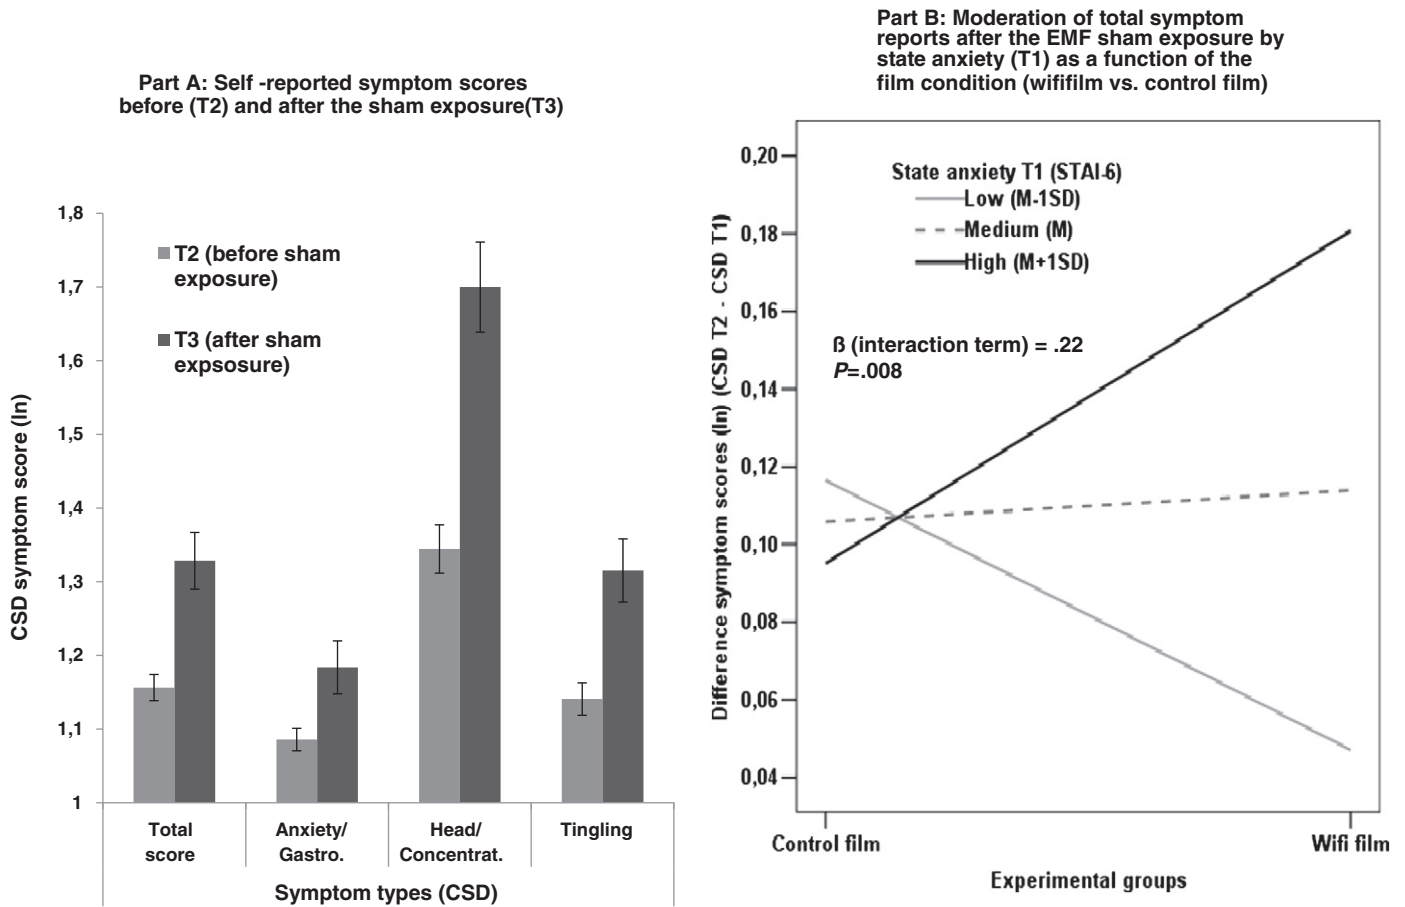 Part A: Self -reported symptom scores
before (T2) and after the sham exposure(T3)
1,8
1,7
1,6
1,5
1,4
1,3
1,2
1,1
1
CSD symptom score (ln)
T2 (before sham
exposure)
T3 (after sham
expsosure)
Total
score
Anxiety/
Gastro.
Head/
Concentrat.
Tingling
Symptom types (CSD)
Part B: Moderation of total symptom
reports after the EMF sham exposure by
state anxiety (T1) as a function of the
film condition (wififilm vs. control film)
0,20
0,18
0,16
0,14
0,12
0,10
0,08
0,06
0,04
Difference symptom scores (ln) (CSD T2 - CSD T1)
State anxiety T1 (STAI-6)
Low (M-1SD)
Medium (M)
High (M+1SD)
ß (interaction term) = .22
P=.008
Control film
Wifi film
Experimental groups